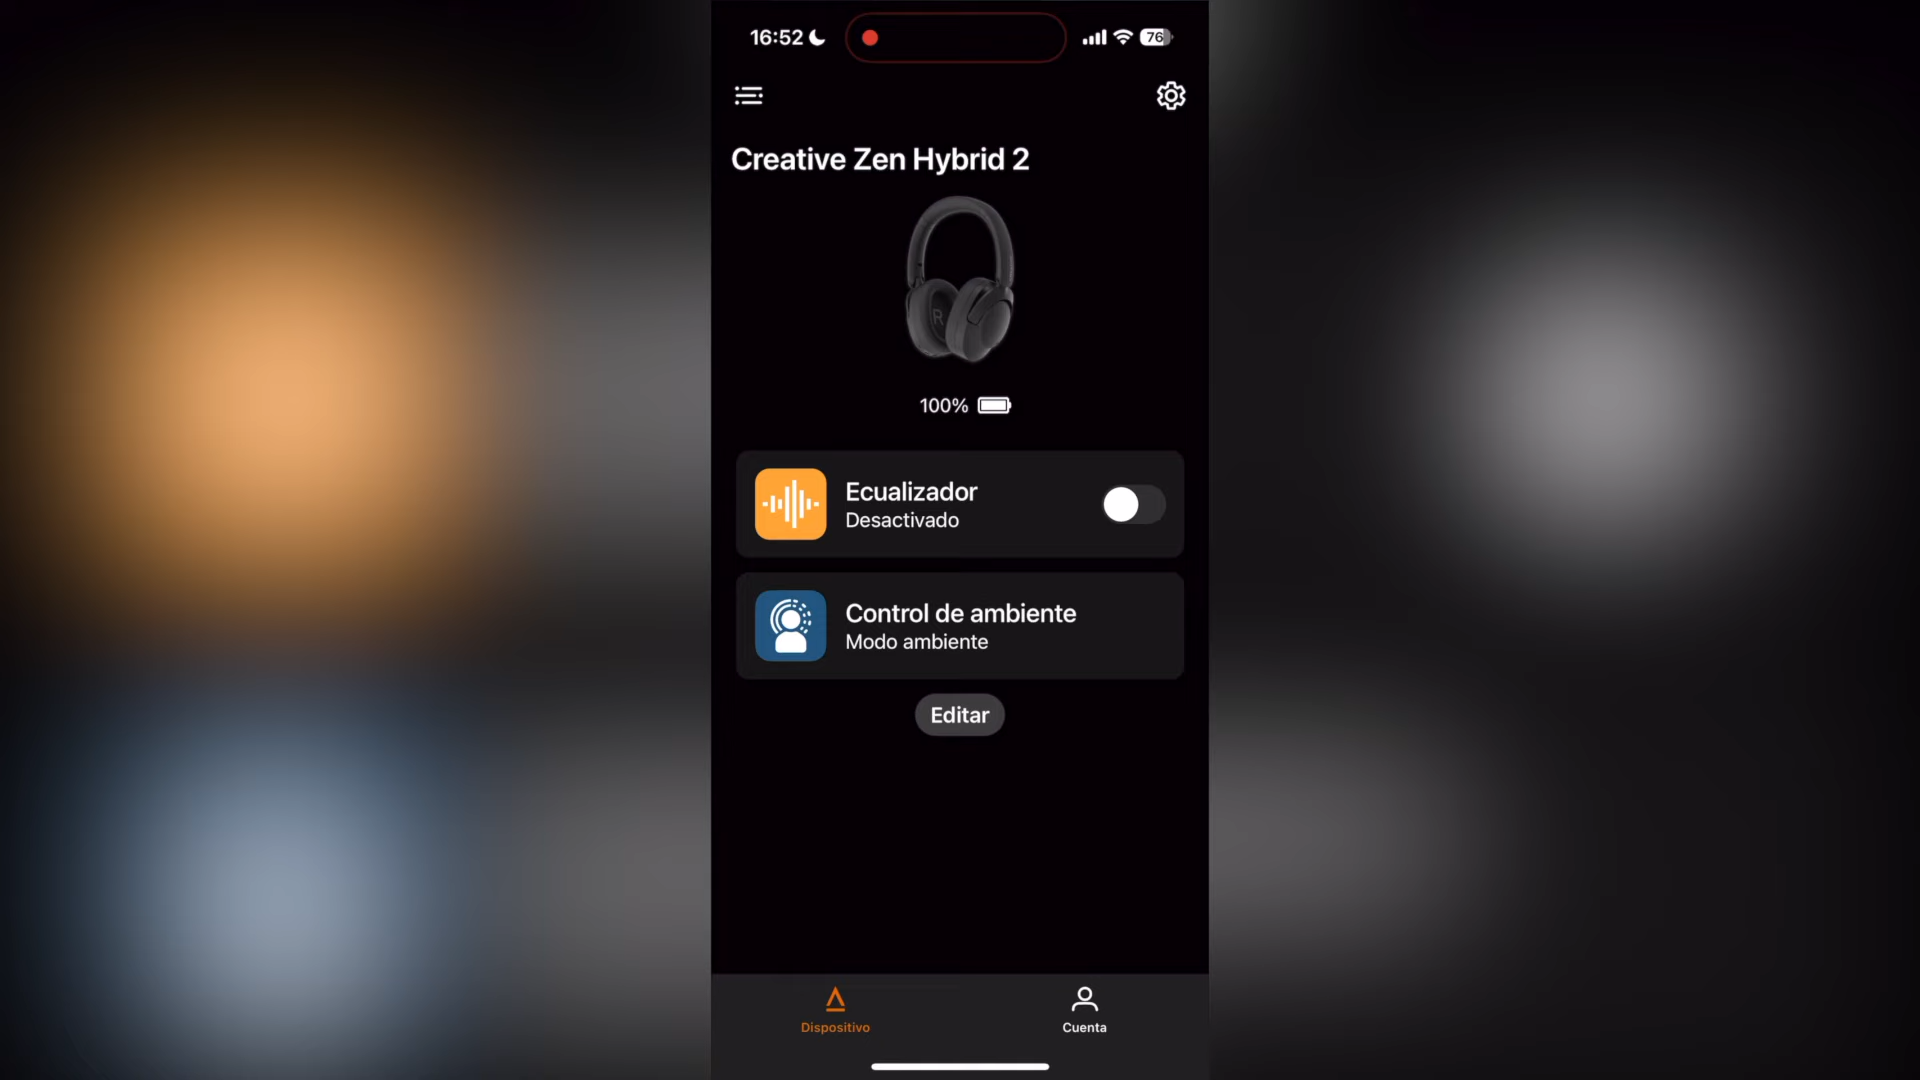 16:52
76
Creative Zen Hybrid 2
R
100%
Ecualizador
Desactivado
Control de ambiente
Modo ambiente
Editar
Dispositivo
Cuenta